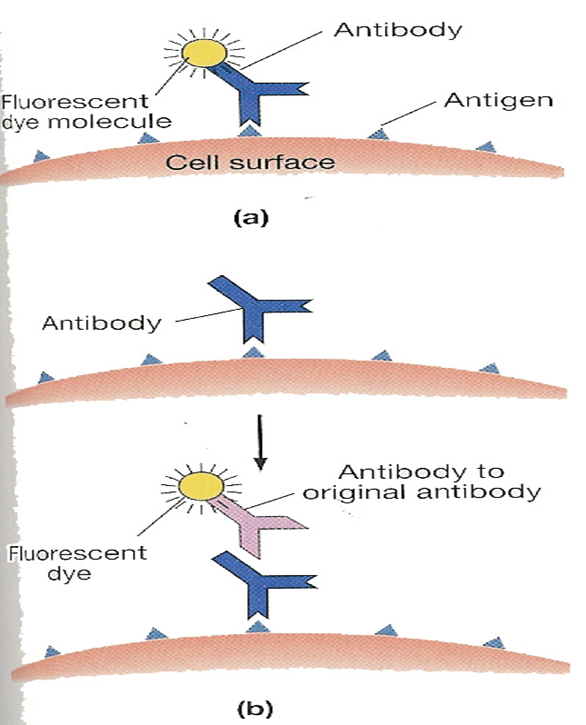 Antibody
Fluorescent
dye molecule
Antigen
Cell surface
(a)
Antibody
Antibody to
original antibody
Fluorescent
dye
(b)